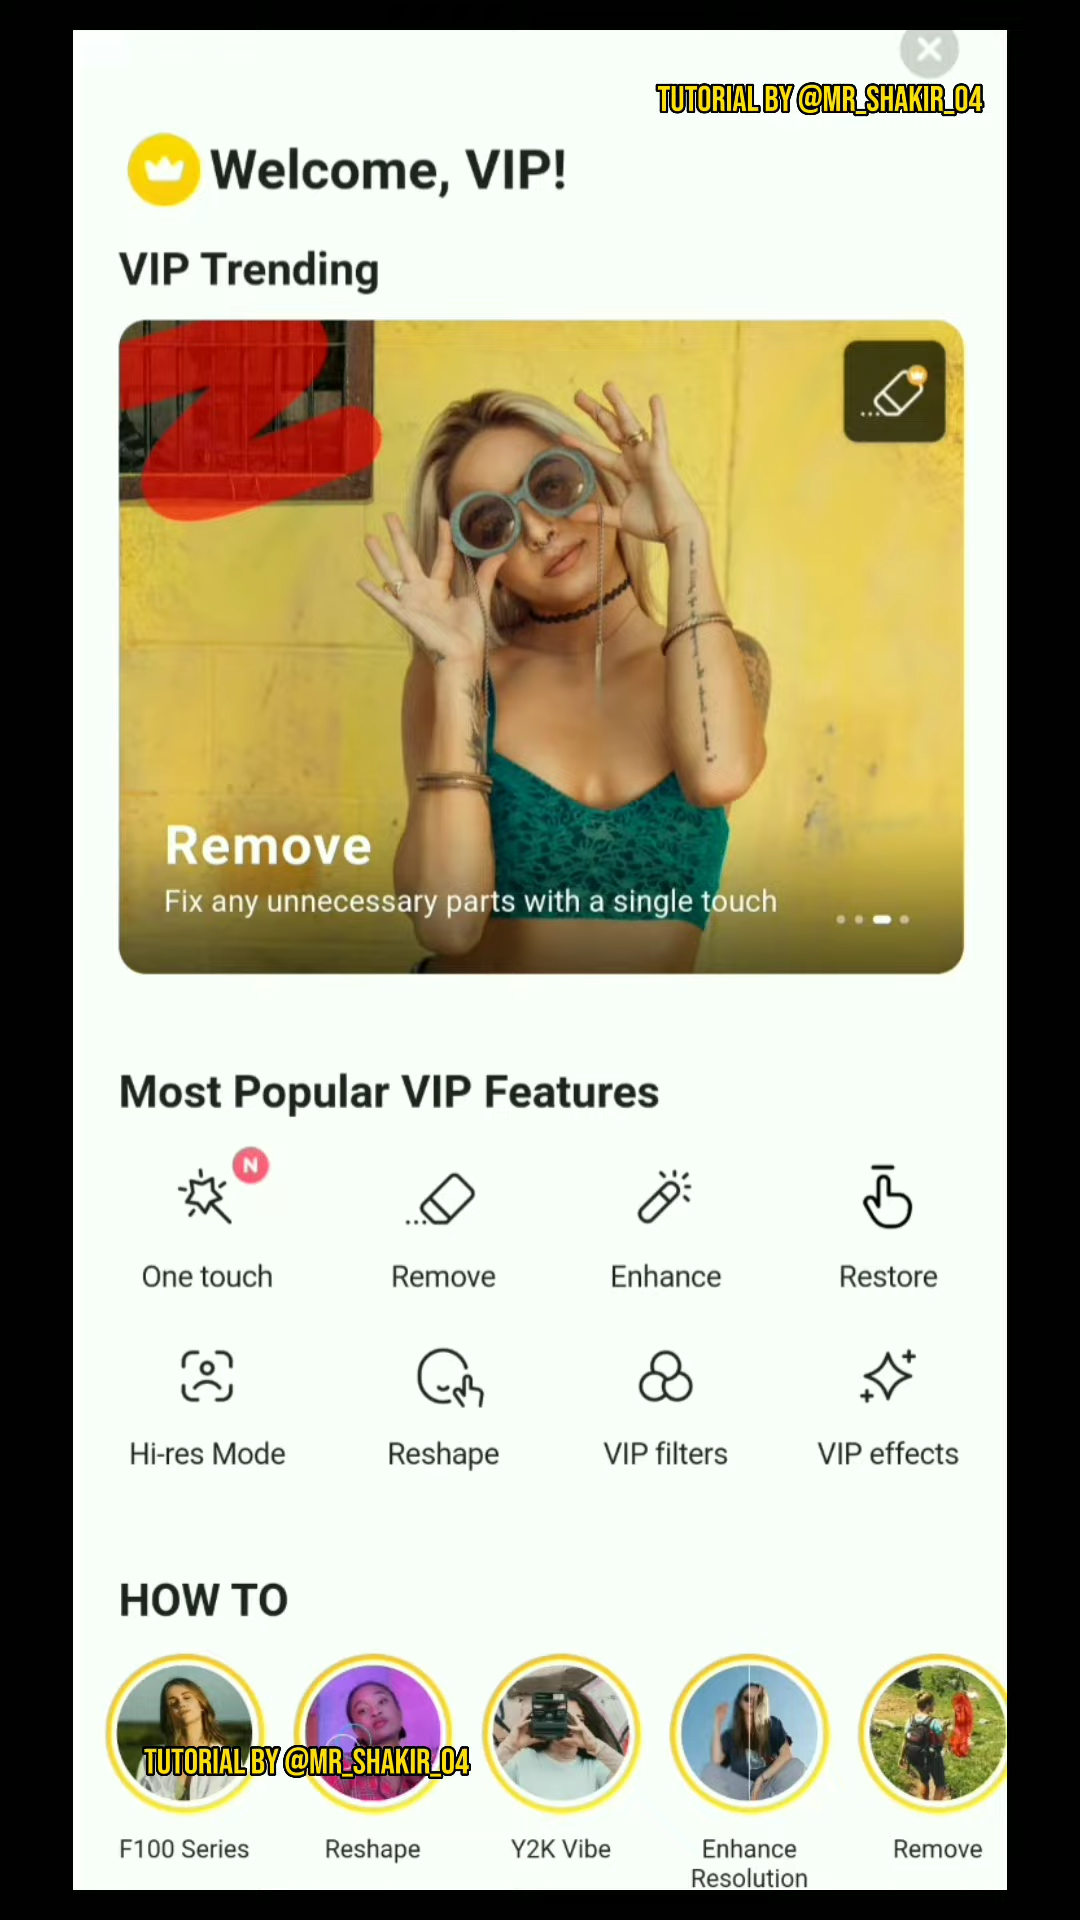 TUTORIAL BY @MR_SHAKIR_04
Welcome, VIP!
VIP Trending
Remove
Fix any unnecessary parts with a single touch
Most Popular VIP Features
N
One touch
Remove
Enhance
Restore
Hi-res Mode
Reshape
VIP filters
VIP effects
HOW TO
TUTORIAL BY @MR_SHAKIR_04
F100 Series
Reshape
Y2K Vibe
Enhance
Resolution
Remove